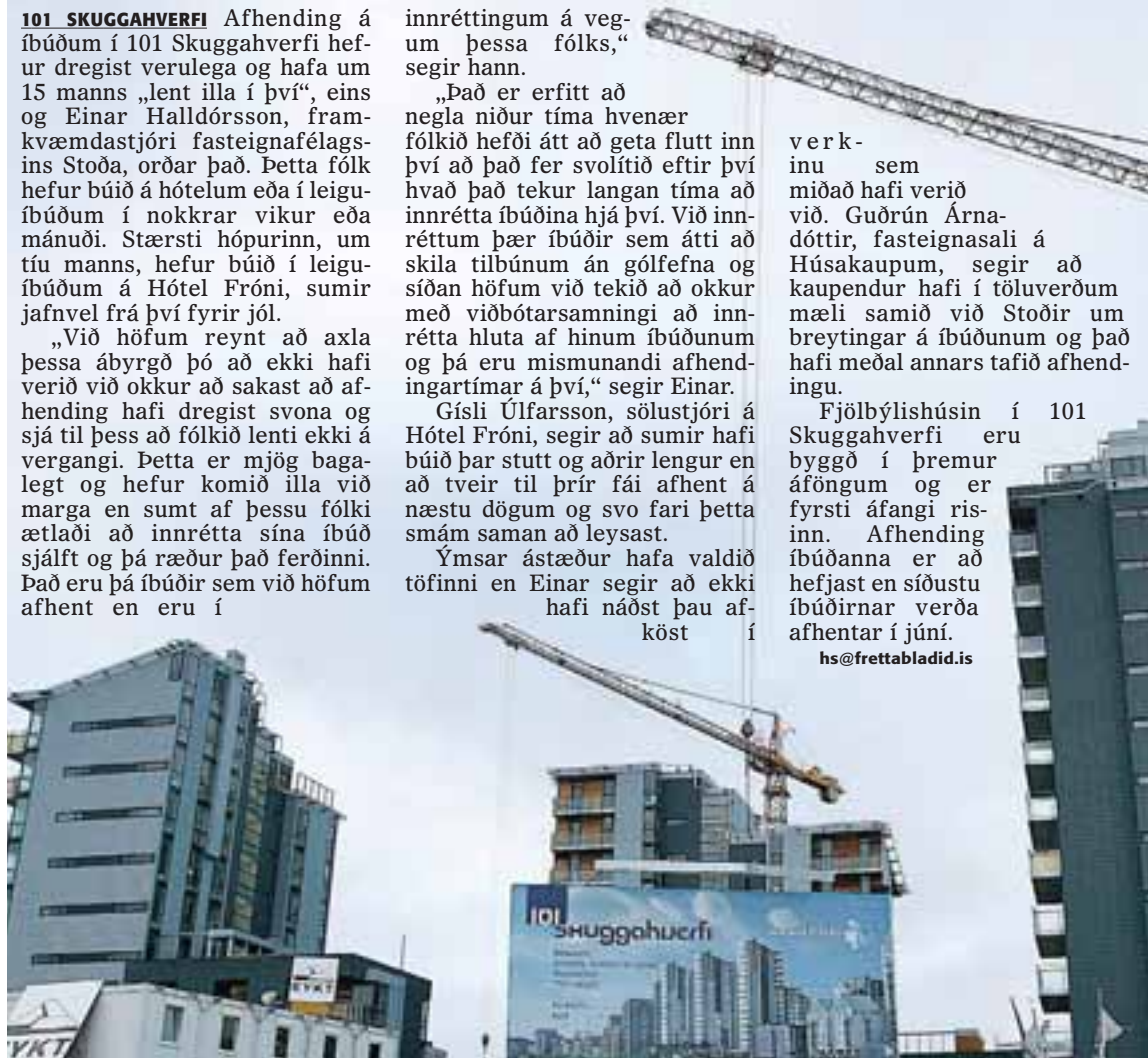 101 SKUGGAHVERFI Afhending á
íbúðum í 101 Skuggahverfi hef-
ur dregist verulega og hafa um
15 manns „lent illa í því“, eins
og Einar Halldórsson, fram-
kvæmdastjóri fasteignafélags-
ins Stoða, orðar það. Þetta fólk
hefur búið á hótelum eða í leigu-
íbúðum í nokkrar vikur eða
mánuði. Stærsti hópurinn, um
tíu manns, hefur búið í leigu-
íbúðum á Hótel Fróni, sumir
jafnvel frá því fyrir jól.
„Við höfum reynt að axla
þessa ábyrgð þó að ekki hafi
verið við okkur að sakast að af-
hending hafi dregist svona og
sjá til þess að fólkið lenti ekki á
vergangi. Þetta er mjög baga-
legt og hefur komið illa við
marga en sumt af þessu fólki
ætlaði að innrétta sína íbúð
sjálft og þá ræður það ferðinni.
Það eru þá íbúðir sem við höfum
afhent en eru í
innréttingum á veg-
um þessa fólks,“
segir hann.
„Það er erfitt að
negla niður tíma hvenær
fólkið hefði átt að geta flutt inn
því að það fer svolítið eftir því
hvað það tekur langan tíma að
innrétta íbúðina hjá því. Við inn-
réttum þær íbúðir sem átti að
skila tilbúnum án gólfefna og
síðan höfum við tekið að okkur
með viðbótarsamningi að inn-
rétta hluta af hinum íbúðunum
og þá eru mismunandi afhend-
ingartímar á því,“ segir Einar.
Gísli Úlfarsson, sölustjóri á
Hótel Fróni, segir að sumir hafi
búið þar stutt og aðrir lengur en
að tveir til þrír fái afhent á
næstu dögum og svo fari þetta
smám saman að leysast.
Ýmsar ástæður hafa valdið
töfinni en Einar segir að ekki
hafi náðst þau af-
köst í
verk-
inu sem
miðað hafi verið
við. Guðrún Árna-
dóttir, fasteignasali á
Húsakaupum, segir að
kaupendur hafi í töluverðum
mæli samið við Stoðir um
breytingar á íbúðunum og það
hafi meðal annars tafið afhend-
ingu.
Fjölbýlishúsin í 101
Skuggahverfi eru
byggð í þremur
áföngum og er
fyrsti áfangi ris-
inn. Afhending
íbúðanna er að
hefjast en síðustu
íbúðirnar verða
afhentar í júní.
hs@frettabladid.is
101
Skuggahverfi
EYKT
EYKT